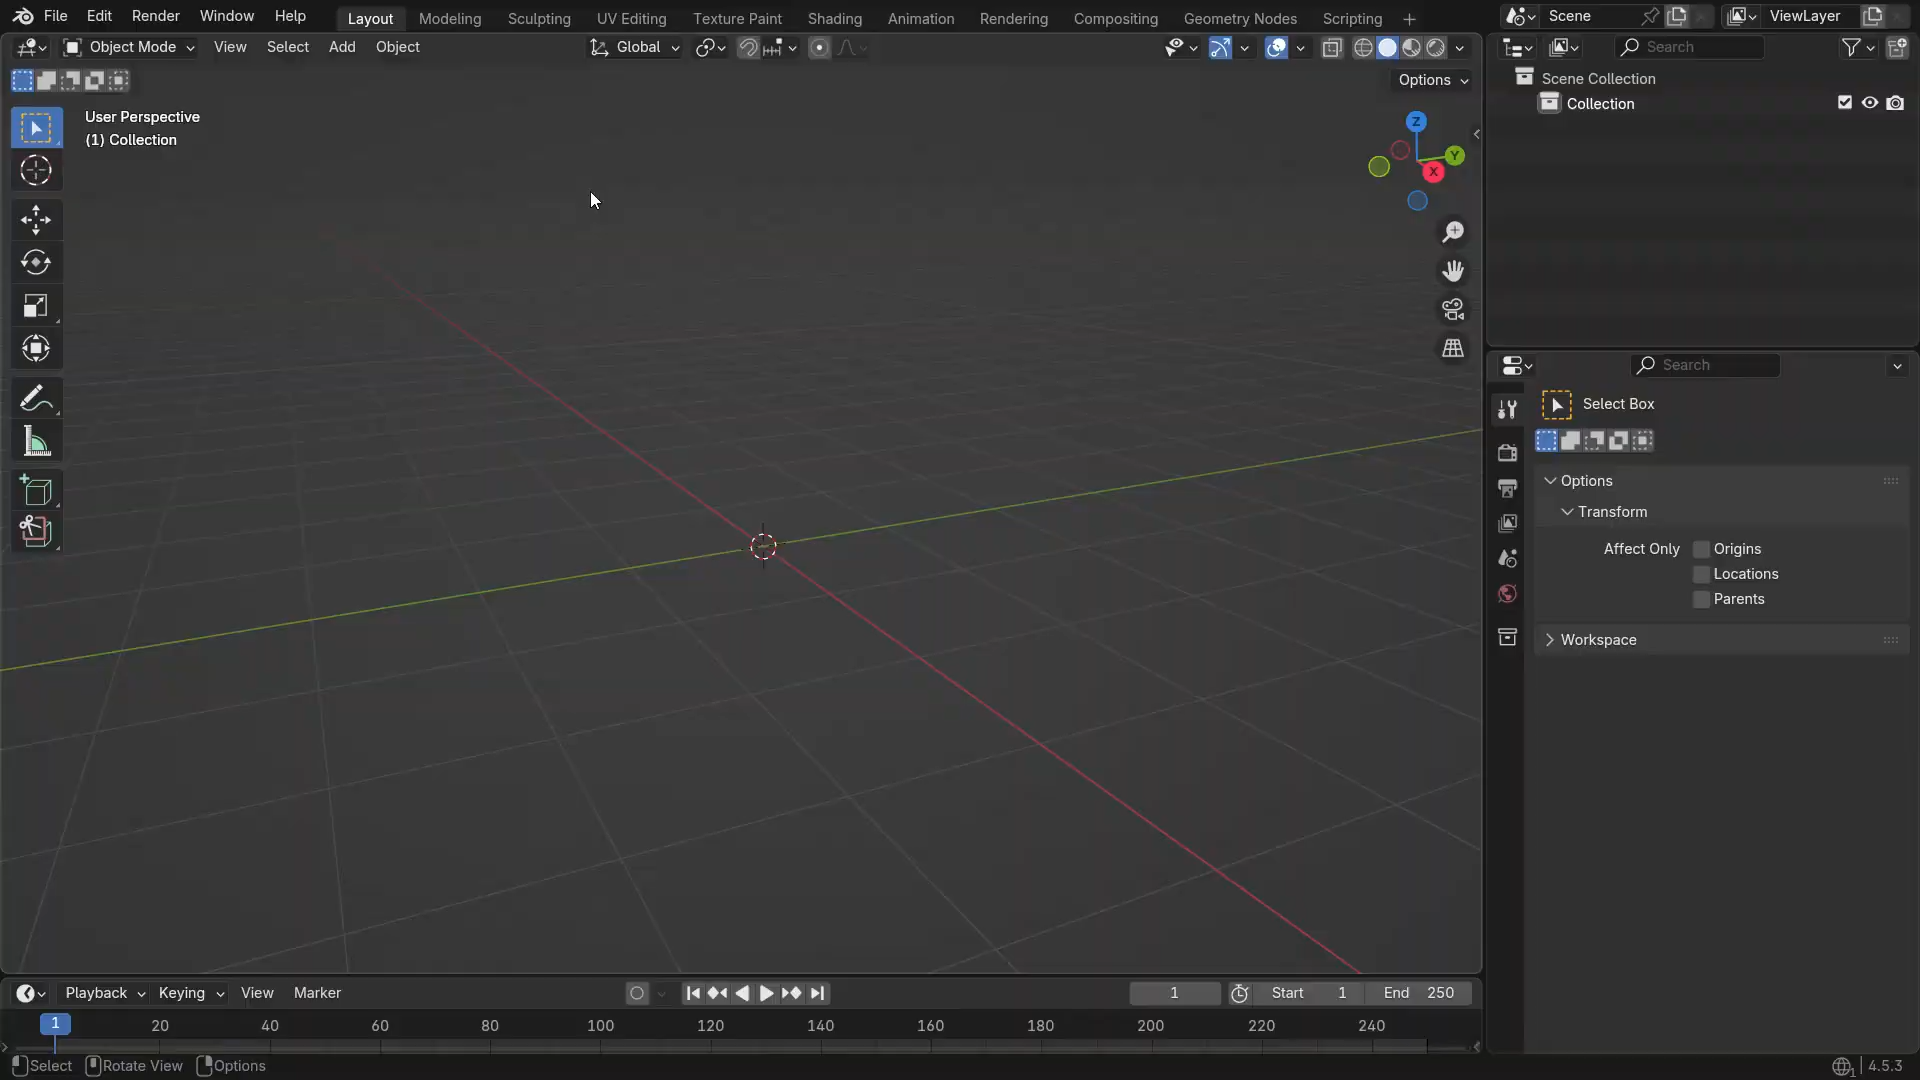 File Edit Render Window Help Layout Modeling Sculpting UV Editing Texture Paint Shading Animation Rendering Compositing Geometry Nodes Scripting + Scene ViewLayer
Object Mode View Select Add Object Global Search
Options
Scene Collection
Collection
User Perspective
(1) Collection
Z
Y
X
Search
Select Box
Options
Transform
Affect Only Origins
Locations
Parents
Workspace
Playback Keying View Marker 1 Start 1 End 250
1 20 40 60 80 100 120 140 160 180 200 220 240
Select Rotate View Options 4.5.3